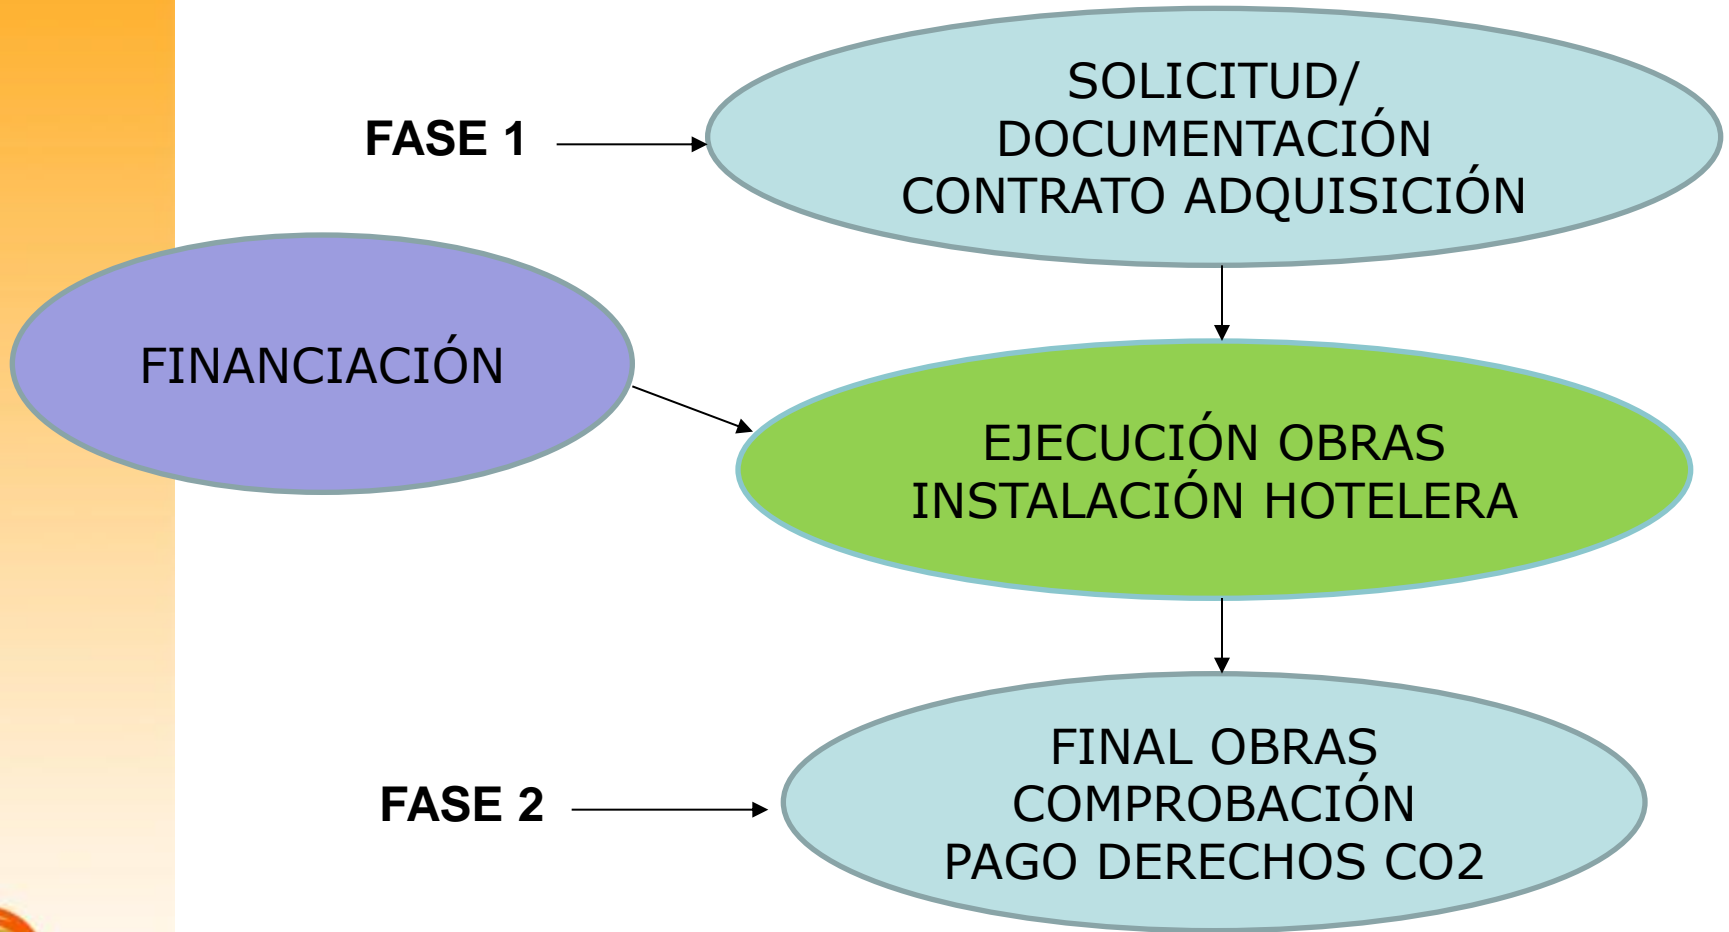 FASE 1
SOLICITUD/
DOCUMENTACIÓN
CONTRATO ADQUISICIÓN
FINANCIACIÓN
EJECUCIÓN OBRAS
INSTALACIÓN HOTELERA
FASE 2
FINAL OBRAS
COMPROBACIÓN
PAGO DERECHOS CO2